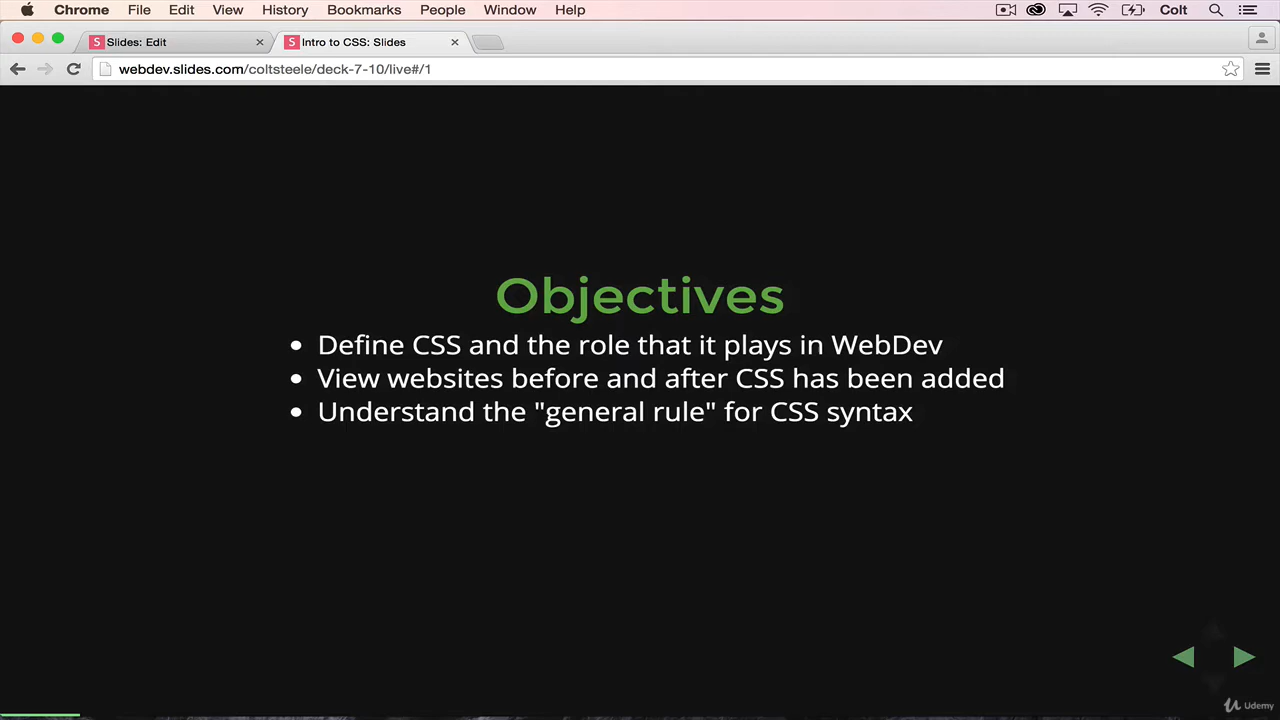 Chrome File Edit View History Bookmarks People Window Help Colt
S Slides: Edit S Intro to CSS: Slides
webdev.slides.com/coltsteele/deck-7-10/live#/1
Objectives
• Define CSS and the role that it plays in WebDev
• View websites before and after CSS has been added
• Understand the "general rule" for CSS syntax
Udemy